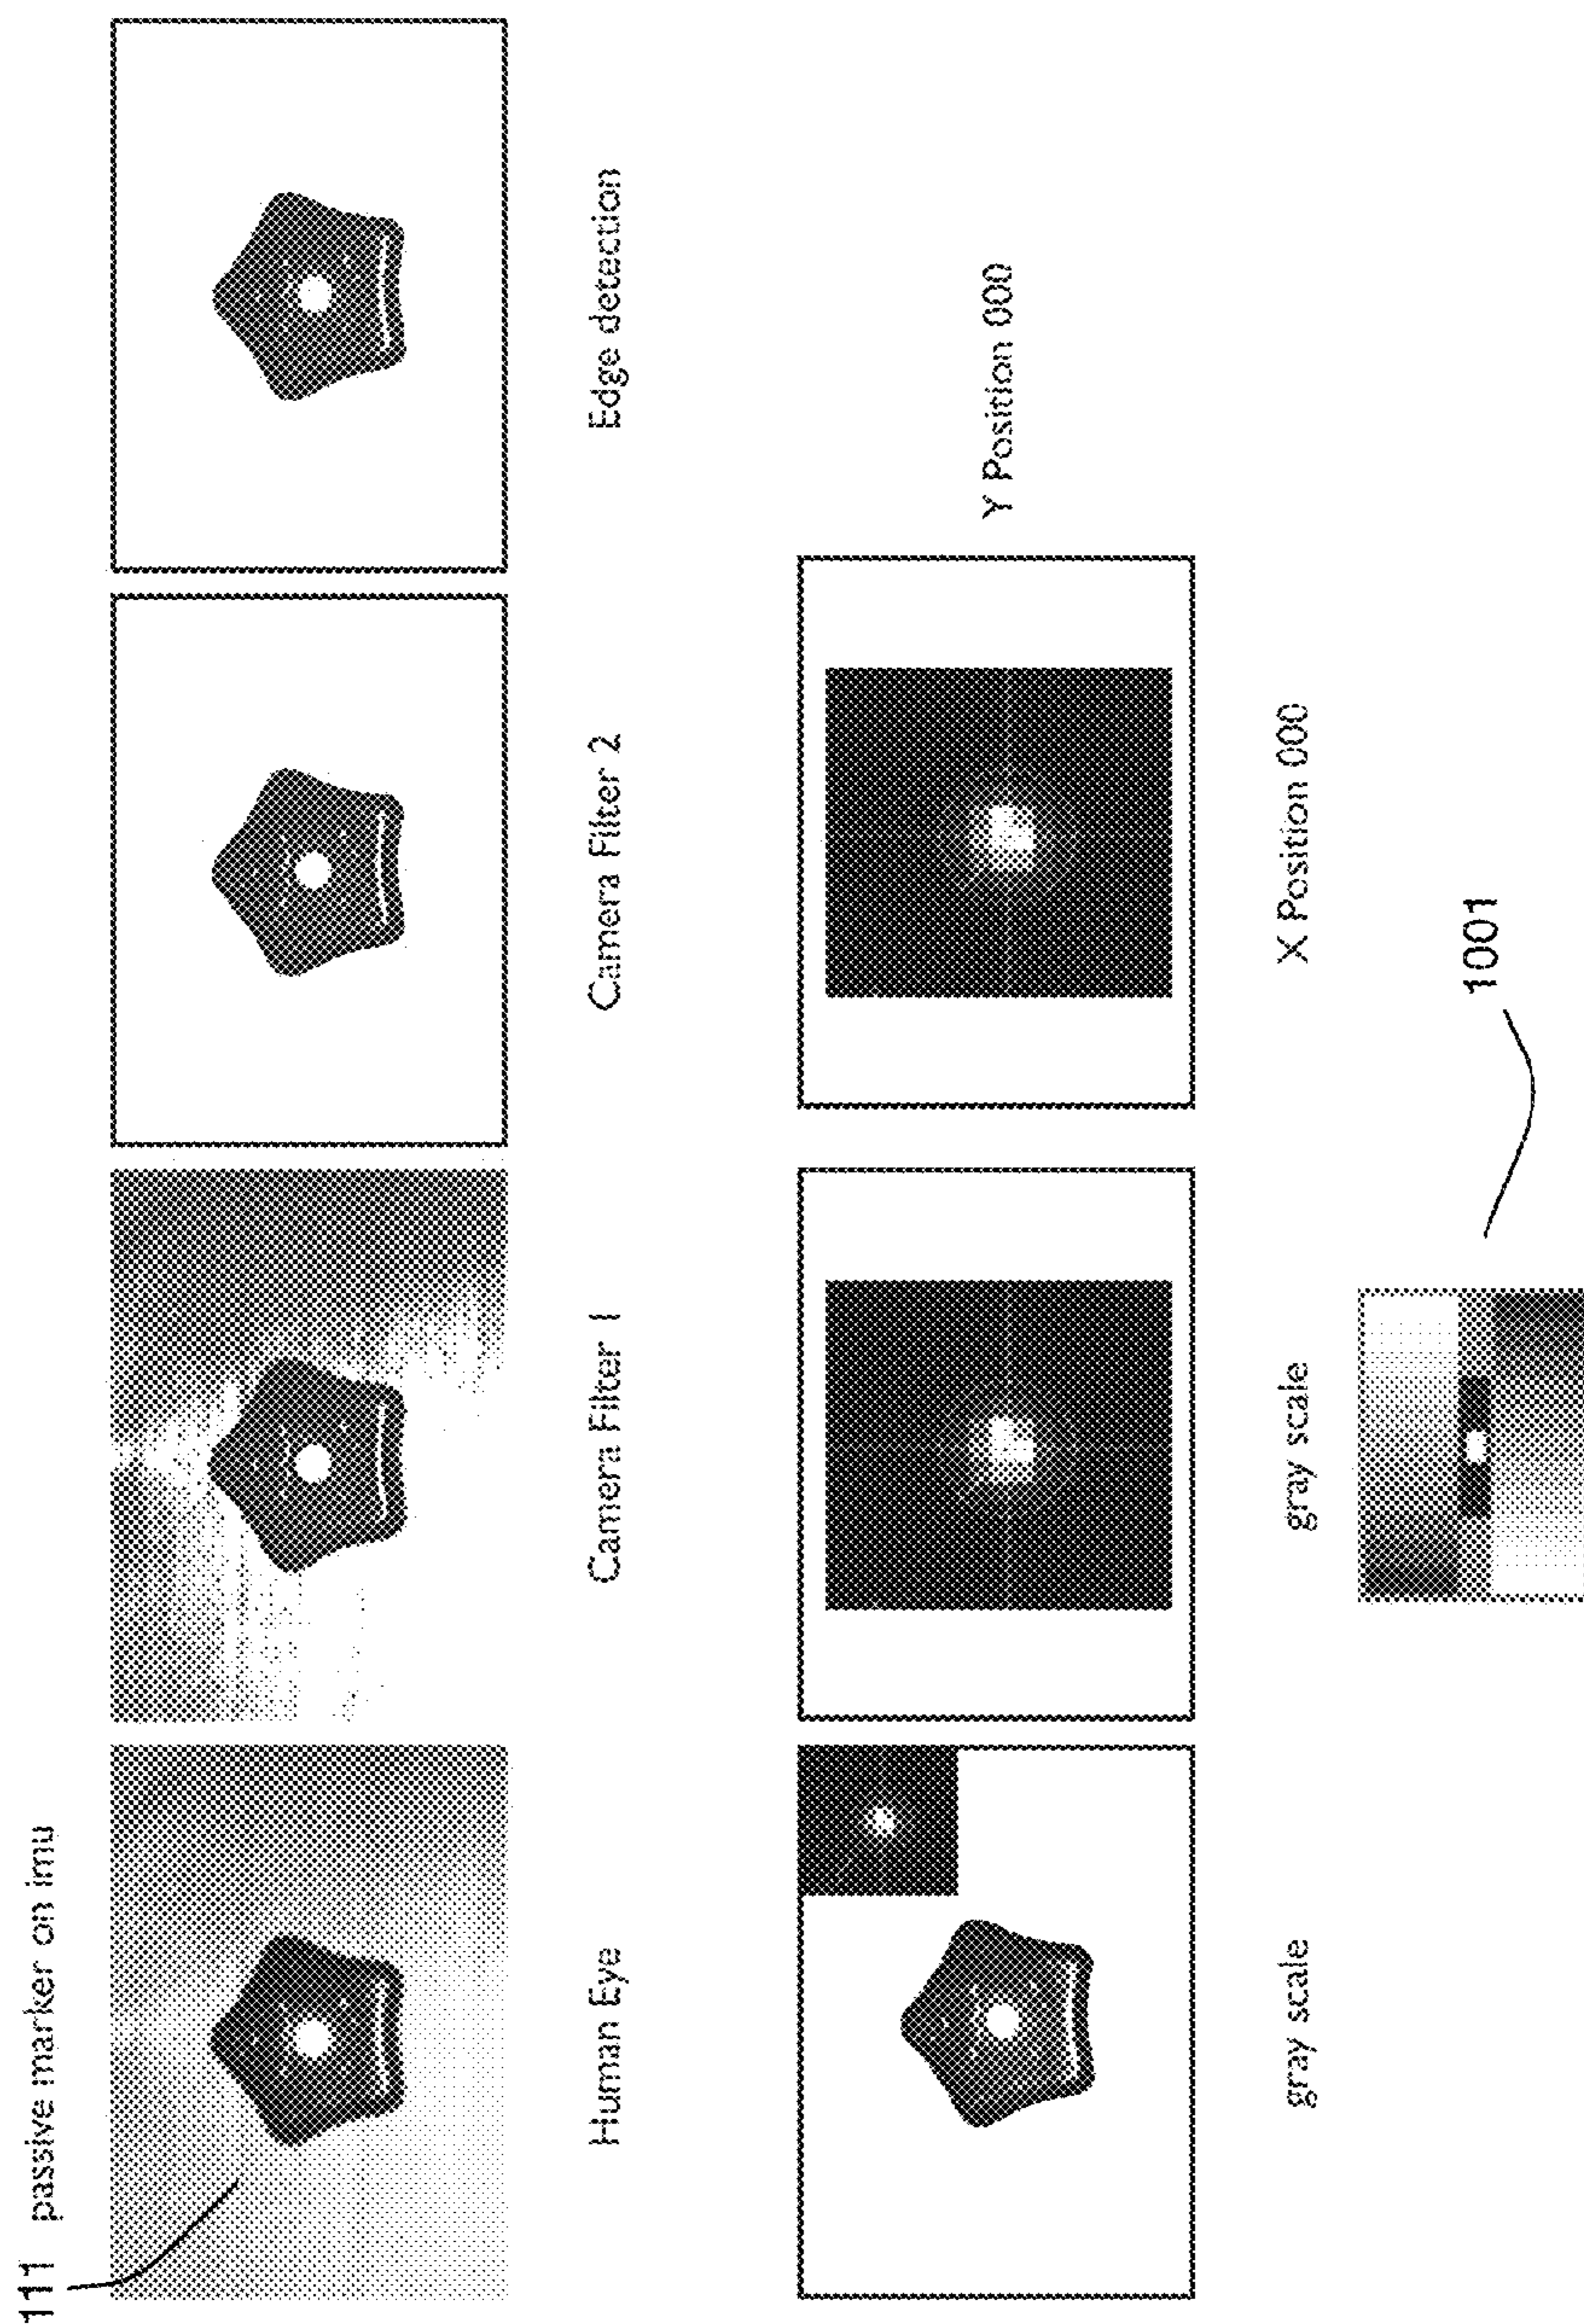 111 passive marker on imu
Human Eye
Camera Filter 1
Camera Filter 2
Edge detection
gray scale
gray scale
X Position 000
Y Position 000
1001